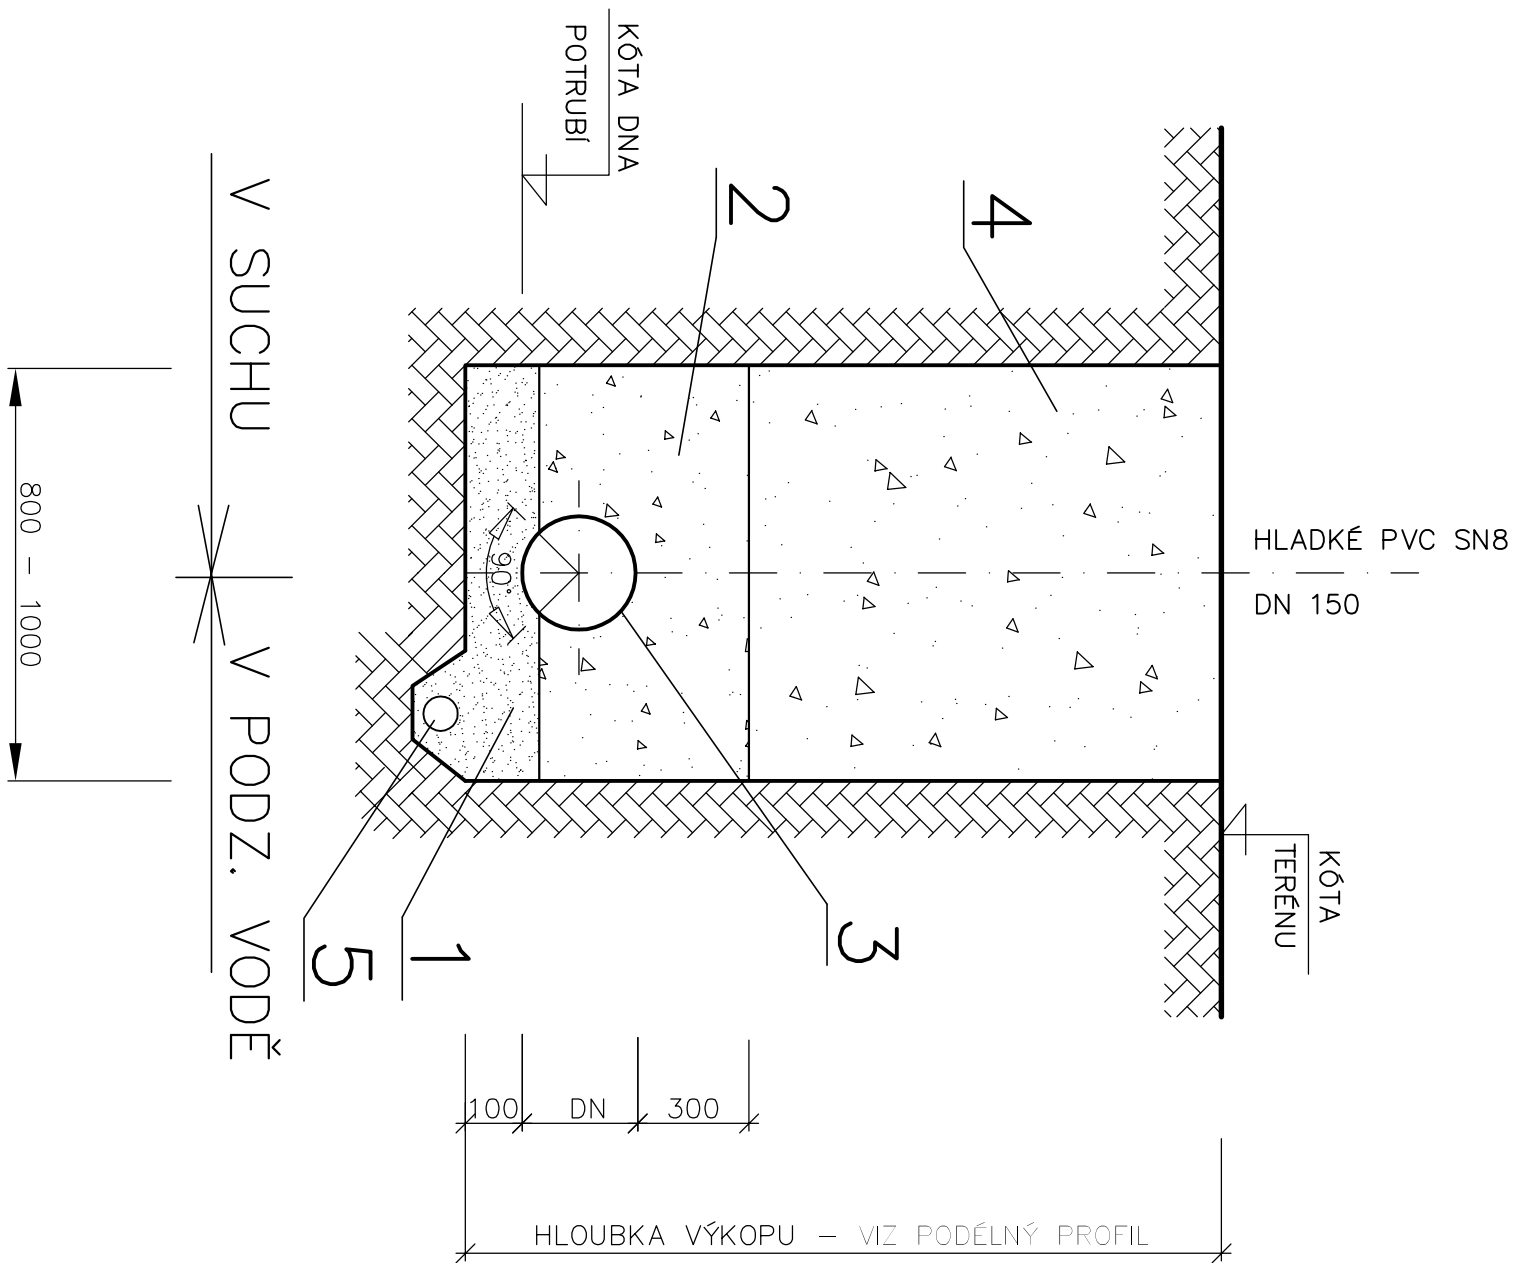 KÓTA DNA
POTRUBÍ
4
2
HLADKÉ PVC SN8
DN 150
KÓTA
TERÉNU
90°
3
1
5
V SUCHU
V PODZ. VODĚ
800 – 1000
100
DN
300
HLOUBKA VÝKOPU – VIZ PODÉLNÝ PROFIL